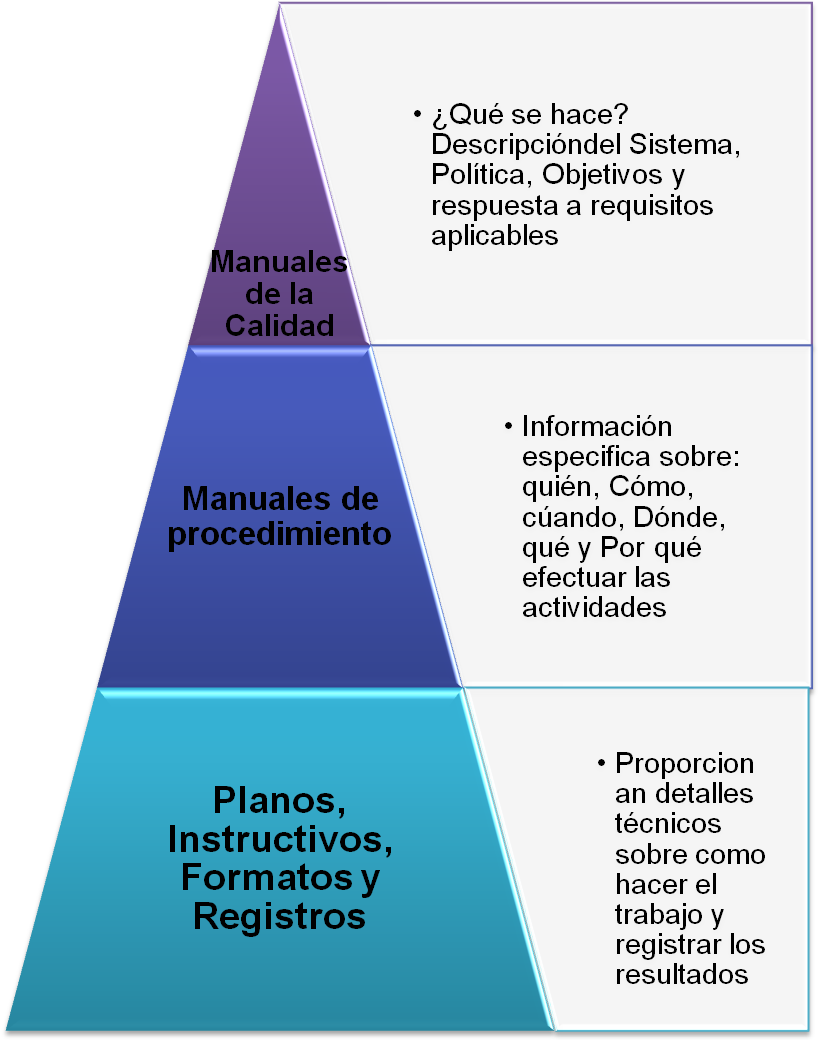 Manuales
de la
Calidad
• ¿Qué se hace?
Descripcióndel Sistema,
Política, Objetivos y
respuesta a requisitos
aplicables
Manuales de
procedimiento
• Información
especifica sobre:
quién, Cómo,
cúando, Dónde,
qué y Por qué
efectuar las
actividades
Planos,
Instructivos,
Formatos y
Registros
• Proporcion
an detalles
técnicos
sobre como
hacer el
trabajo y
registrar los
resultados